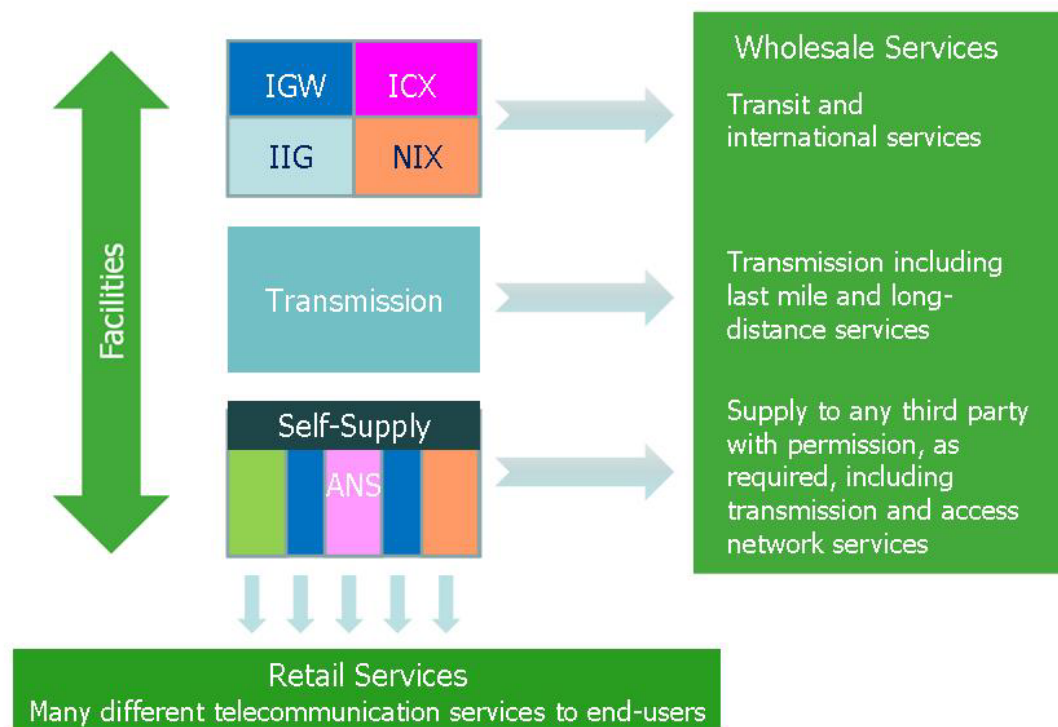 Facilities
IGW
ICX
IIG
NIX
Transmission
Self-Supply
ANS
Wholesale Services
Transit and
international services
Transmission including
last mile and long-
distance services
Supply to any third party
with permission, as
required, including
transmission and access
network services
Retail Services
Many different telecommunication services to end-users